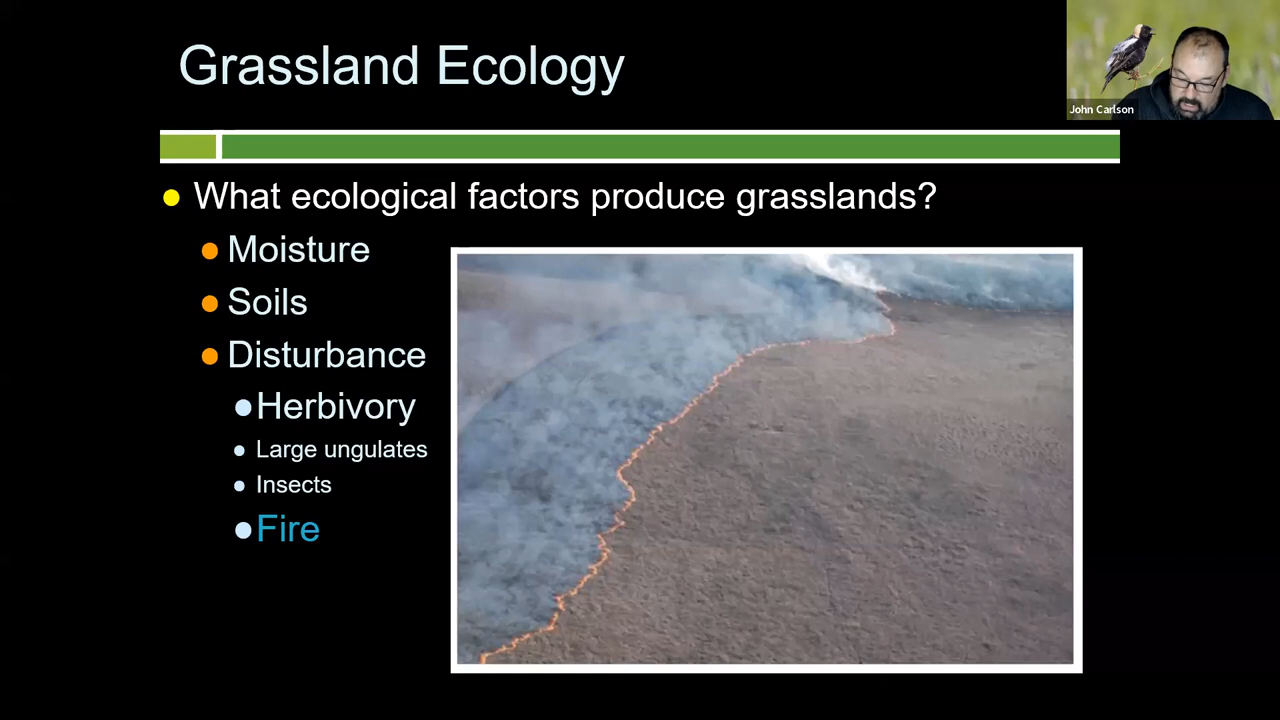 Grassland Ecology
John Carlson
What ecological factors produce grasslands?
Moisture
Soils
Disturbance
Herbivory
Large ungulates
Insects
Fire